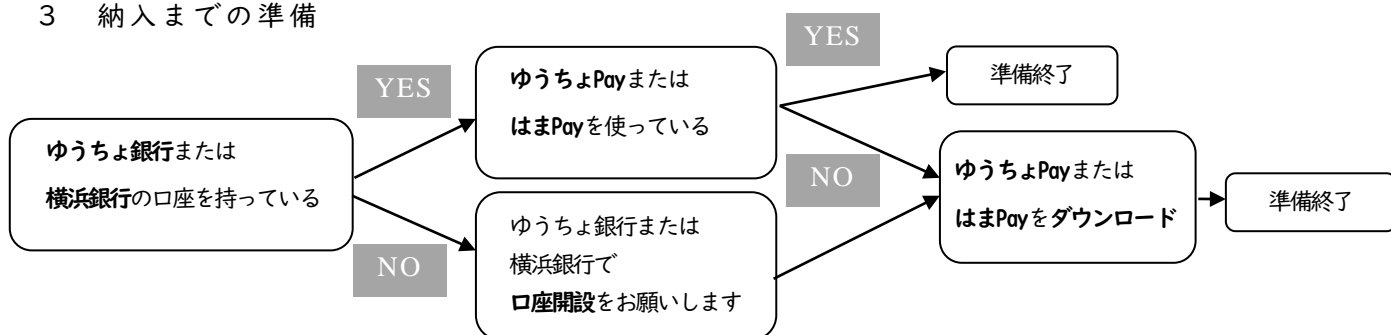 ３　納入までの準備
ゆうちょ銀行または
横浜銀行の口座を持っている
YES
ゆうちょPayまたは
はまPayを使っている
YES
準備終了
NO
ゆうちょ銀行または
横浜銀行で
口座開設をお願いします
NO
ゆうちょPayまたは
はまPayをダウンロード
準備終了